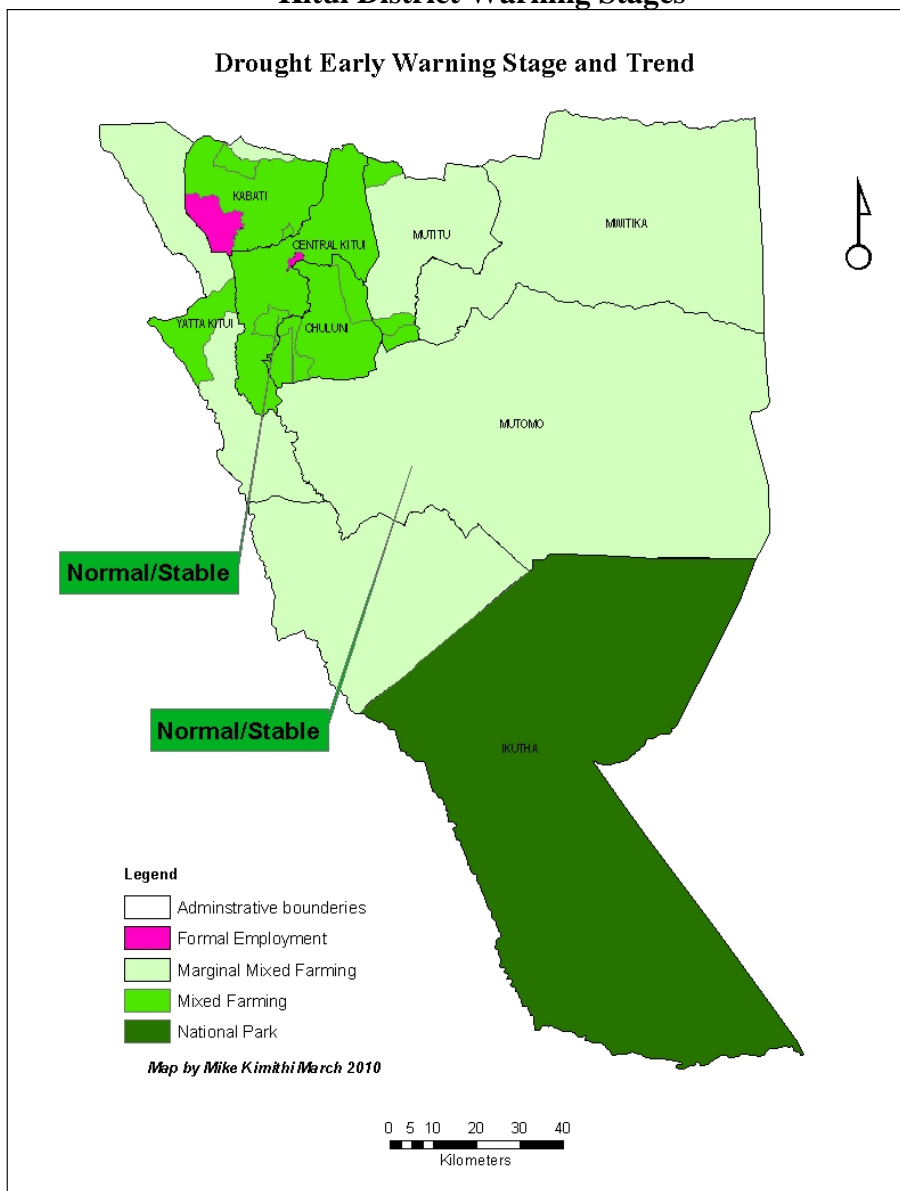 Kitui District Warning Stages
Drought Early Warning Stage and Trend
KABATI
MUTITU
MWITIKA
CENTRAL KITUI
YATTA KITUI
CHULUNI
MUTOMO
Normal/Stable
Normal/Stable
IKUTHA
Legend
Adminstrative bounderies
Formal Employment
Marginal Mixed Farming
Mixed Farming
National Park
Map by Mike Kimithi March 2010
0 5 10 20 30 40
Kilometers